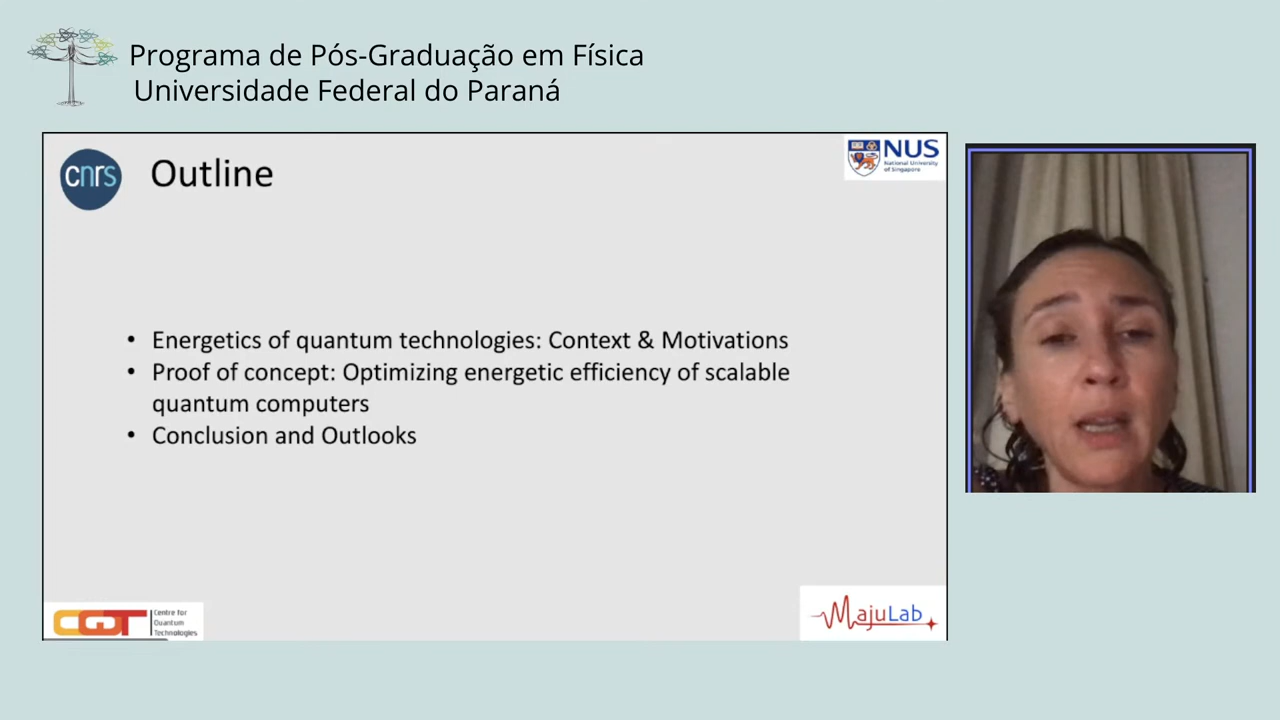 Programa de Pós-Graduação em Física
Universidade Federal do Paraná
cnrs
Outline
NUS
National University
of Singapore
• Energetics of quantum technologies: Context & Motivations
• Proof of concept: Optimizing energetic efficiency of scalable
quantum computers
• Conclusion and Outlooks
CQT
Centre for
Quantum
Technologies
MajuLab